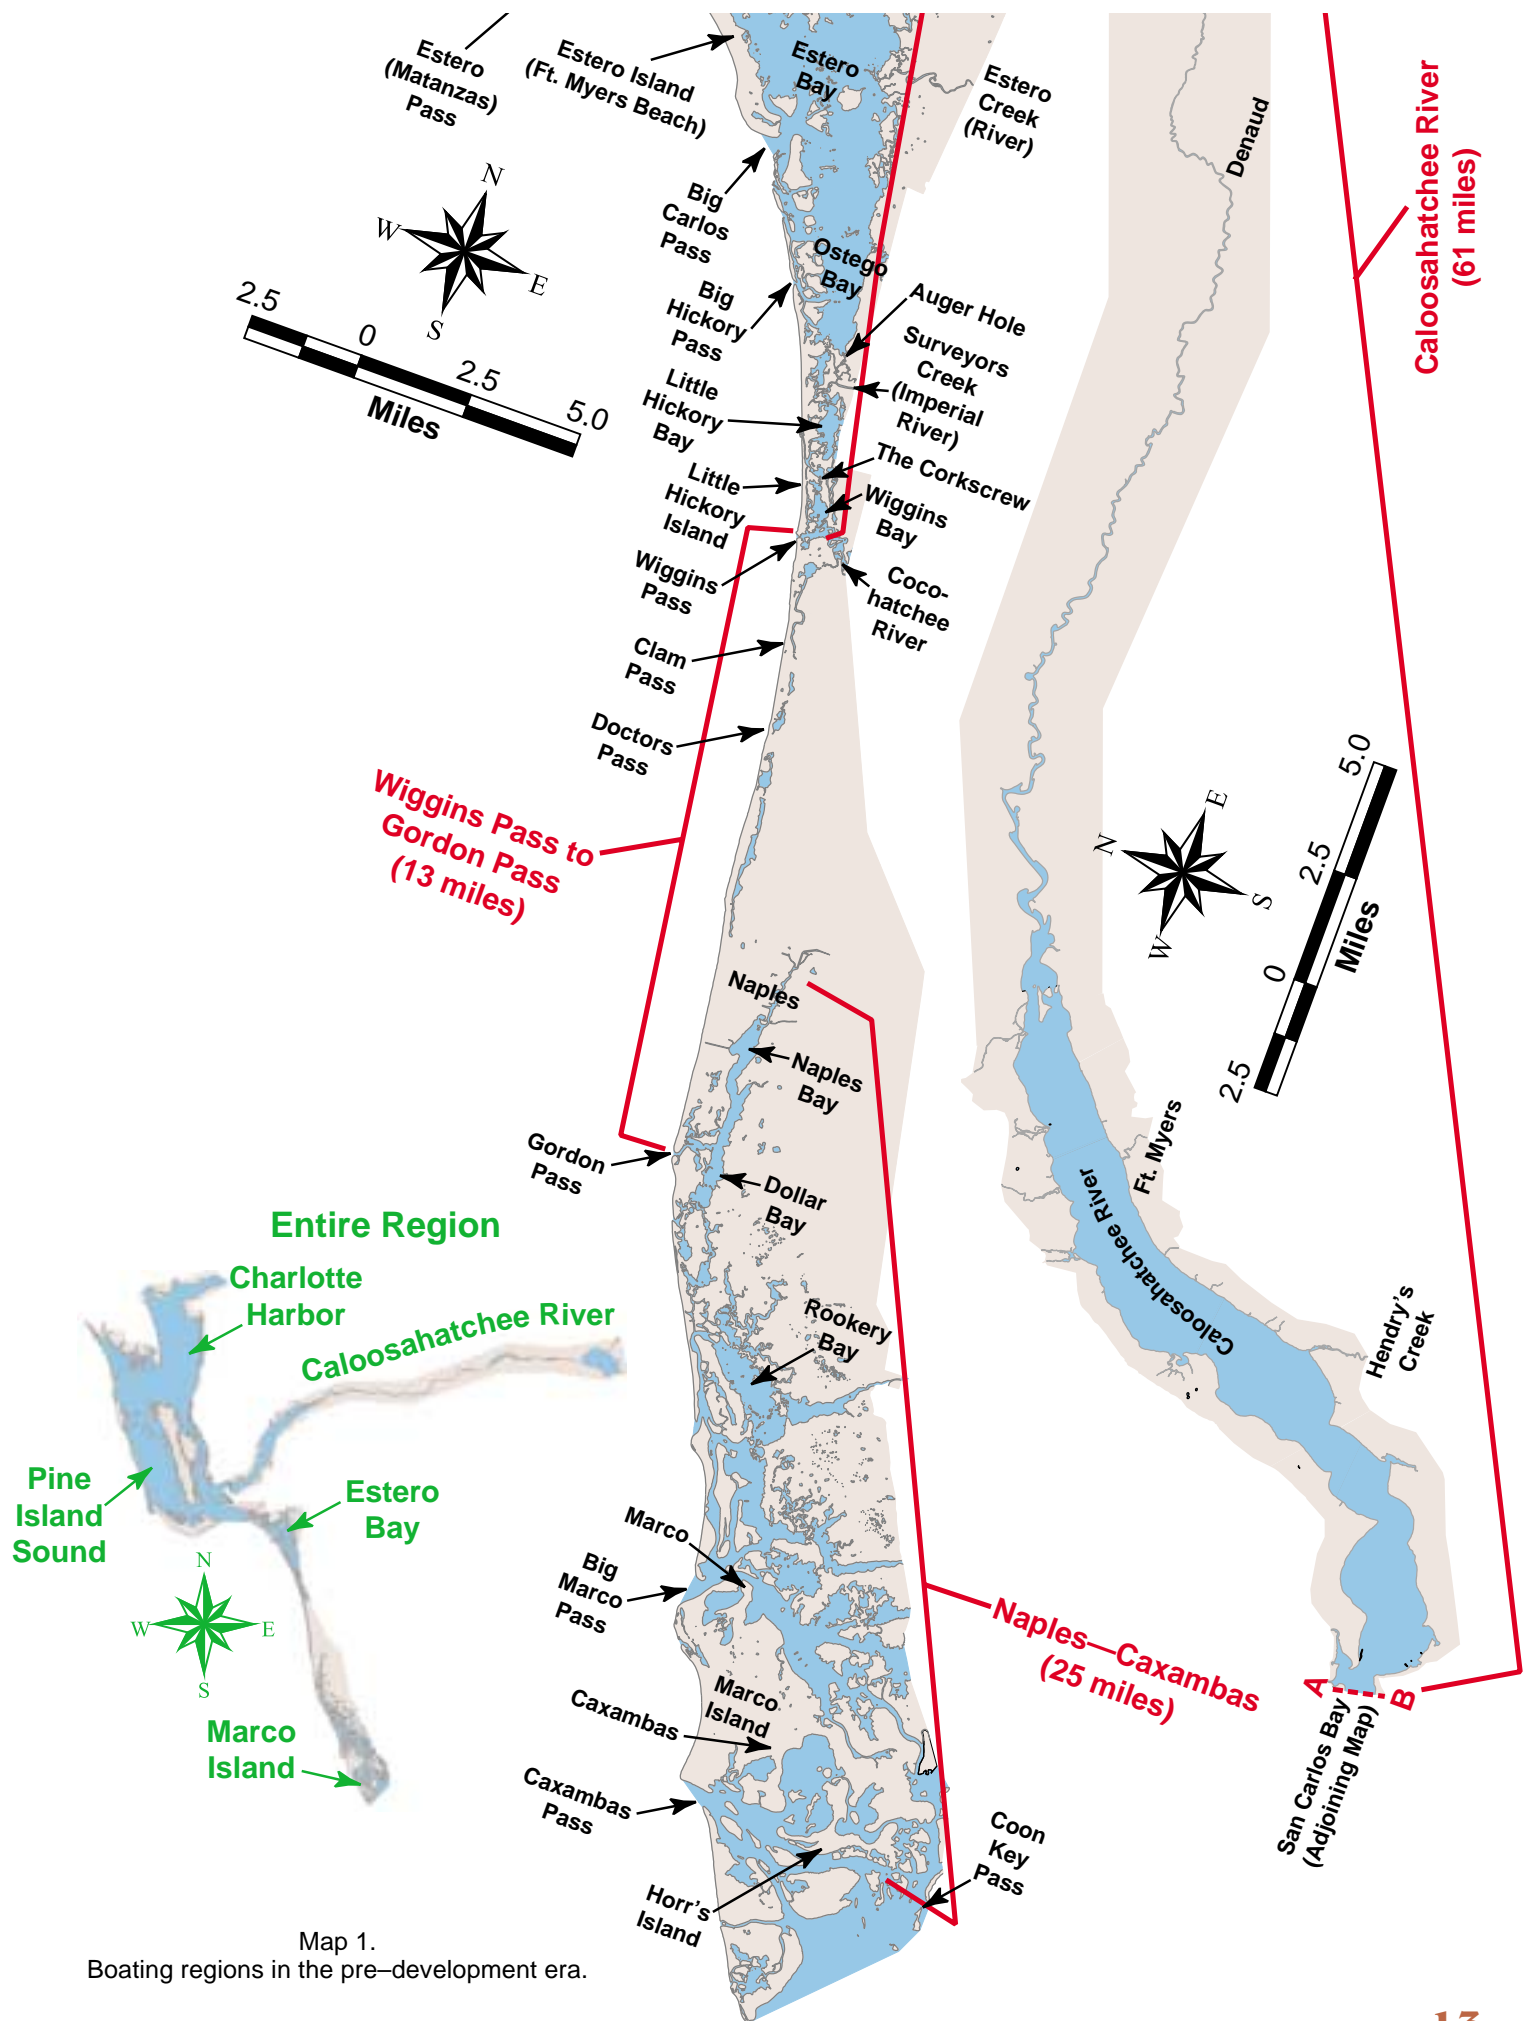 Estero
(Matanzas)
Pass
Estero Island
(Ft. Myers Beach)
Estero
Bay
Estero
Creek
(River)
Denaud
Caloosahatchee River
(61 miles)
N
W
E
S
Big
Carlos
Pass
Ostego
Bay
2.5
0
2.5
5.0
Miles
Big
Hickory
Pass
Auger Hole
Surveyors
Creek
(Imperial
River)
Little
Hickory
Bay
The Corkscrew
Little
Hickory
Island
Wiggins
Bay
Wiggins
Pass
Coco-
hatchee
River
Clam
Pass
Doctors
Pass
Wiggins Pass to
Gordon Pass
(13 miles)
5.0
2.5
0
2.5
Miles
N
E
S
W
Naples
Naples
Bay
Gordon
Pass
Dollar
Bay
Ft. Myers
Caloosahatchee River
Hendry's
Creek
Rookery
Bay
Entire Region
Charlotte
Harbor
Caloosahatchee River
Pine
Island
Sound
Estero
Bay
N
W
E
S
Marco
Island
Marco
Big
Marco
Pass
Naples—Caxambas
(25 miles)
Marco
Island
Caxambas
Caxambas
Pass
Coon
Key
Pass
Horr's
Island
A
B
San Carlos Bay
(Adjoining Map)
Map 1.
Boating regions in the pre–development era.
13